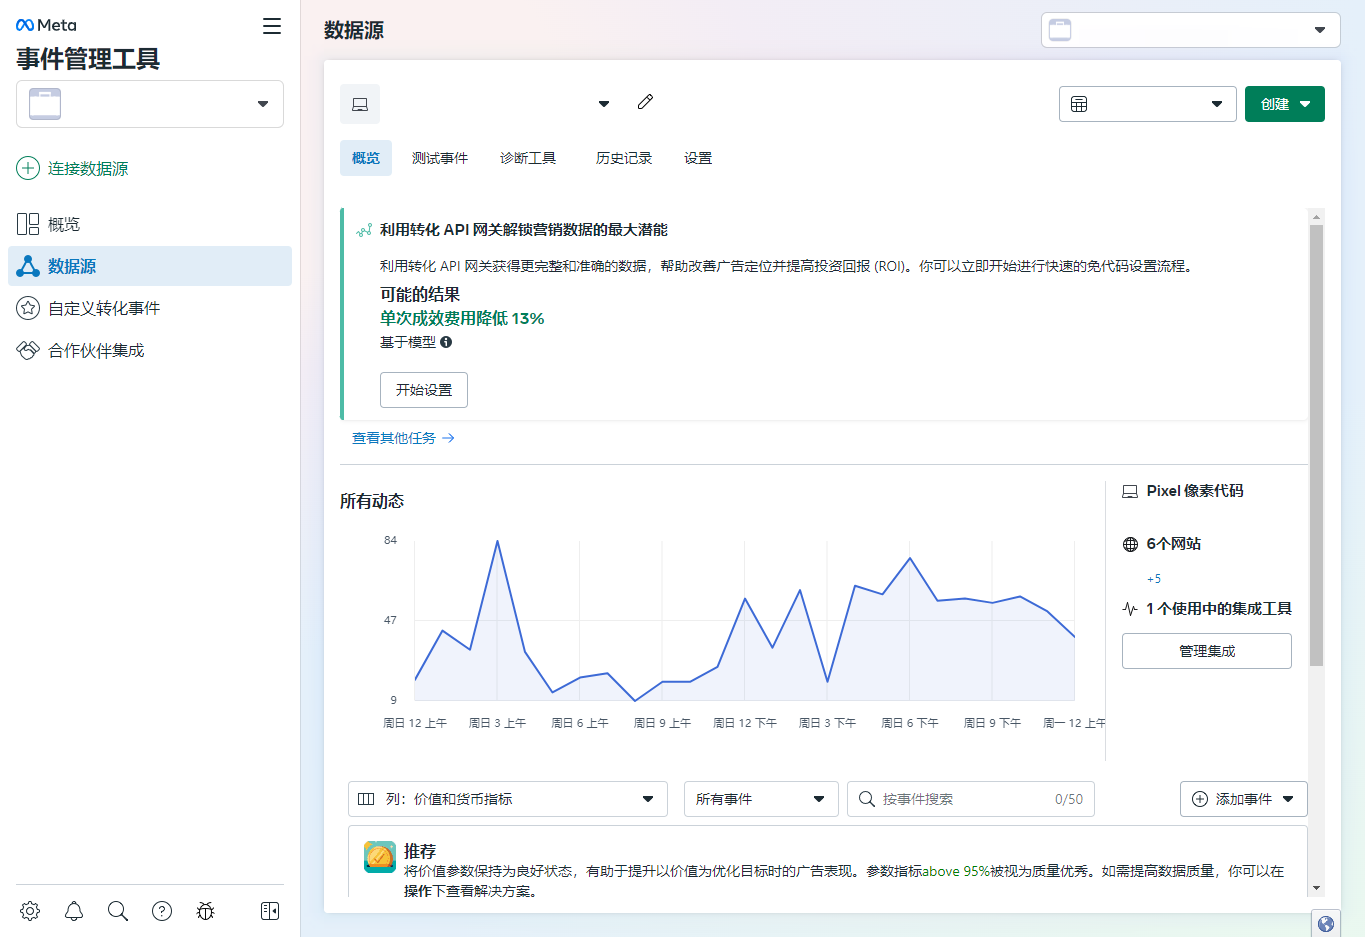 Meta
事件管理工具
连接数据源
概览
数据源
自定义转化事件
合作伙伴集成
数据源
创建
概览
测试事件
诊断工具
历史记录
设置
利用转化 API 网关解锁营销数据的最大潜能
利用转化 API 网关获得更完整和准确的数据，帮助改善广告定位并提高投资回报 (ROI)。你可以立即开始进行快速的免代码设置流程。
可能的结果
单次成效费用降低 13%
基于模型
开始设置
查看其他任务
所有动态
84
47
9
周日 12 上午
周日 3 上午
周日 6 上午
周日 9 上午
周日 12 下午
周日 3 下午
周日 6 下午
周日 9 下午
周一 12 上午
Pixel 像素代码
6个网站
+5
1 个使用中的集成工具
管理集成
列：价值和货币指标
所有事件
按事件搜索
0/50
添加事件
推荐
将价值参数保持为良好状态，有助于提升以价值为优化目标时的广告表现。参数指标above 95%被视为质量优秀。如需提高数据质量，你可以在
操作下查看解决方案。